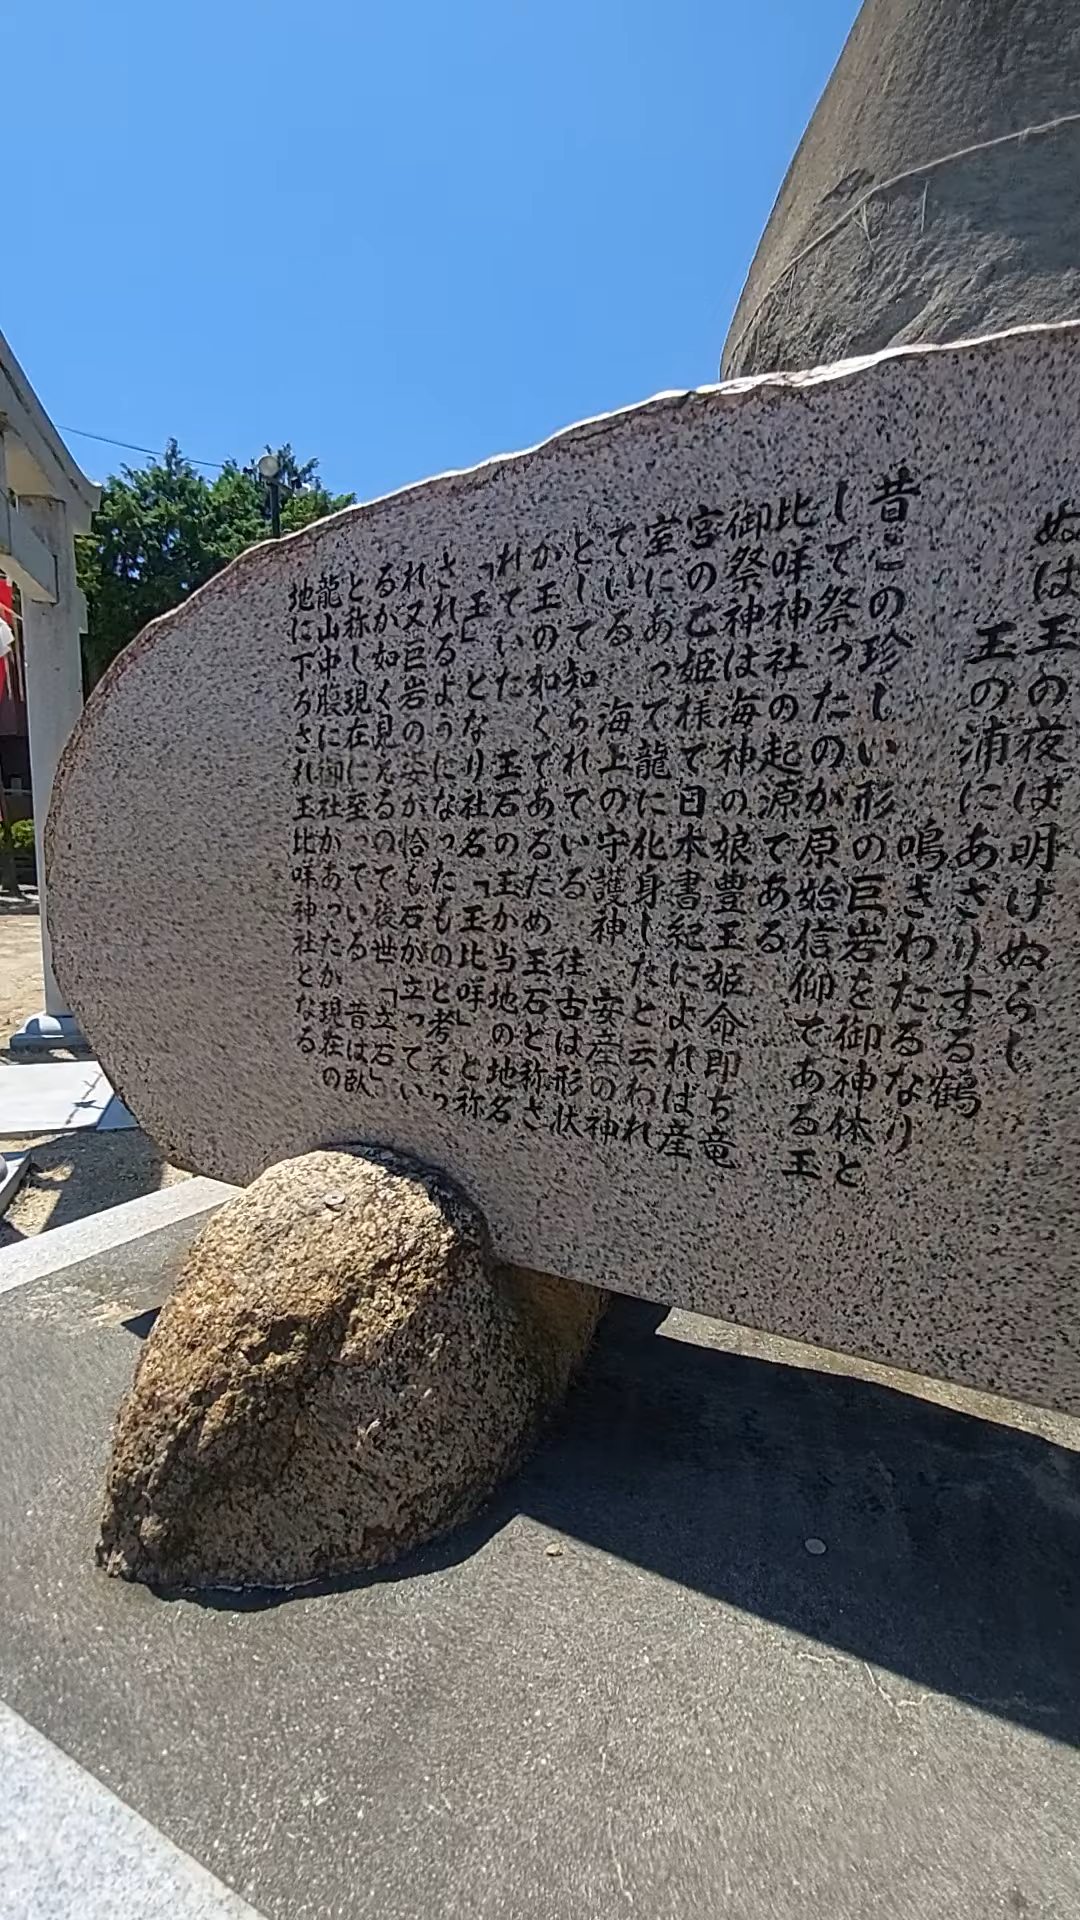 ぬは玉の夜は明けぬらし
玉の浦にあさりする鶴
鳴きわたるなり
昔この珍しい形の巨岩を御神体と
して祭ったのが原始信仰である玉
比咩神社の起源である
御祭神は海神の娘豊玉姫命即ち竜
宮の乙姫様で日本書紀によれば産
室にあって龍に化身したと云われ
ている 海上の守護神 安産の神
として知られている 往古は形状
が玉の如くであるため玉石と称さ
れていた 玉石の玉が当地の地名
「玉」となり社名「玉比咩」と称
されるようになったものと考えら
れ又巨岩の姿が恰も石が立ってい
るが如く見えるので後世「立石」
と称し現在に至っている 昔は臥
龍山中腹に御社があったが現在の
地に下ろされ玉比咩神社となる